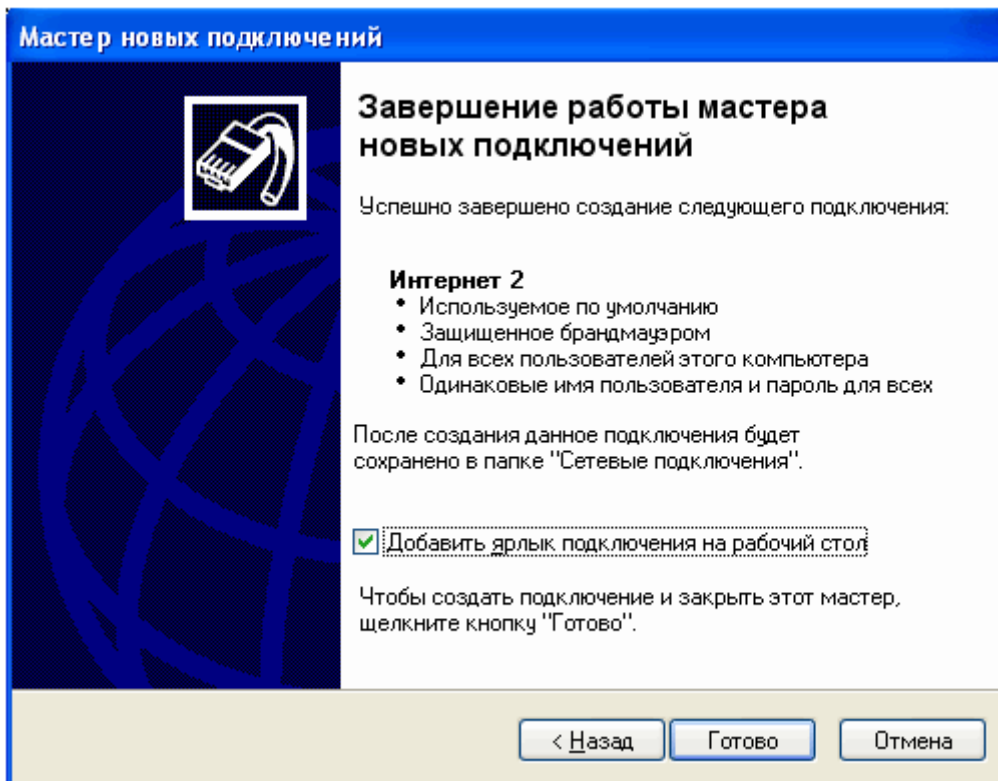 Мастер новых подключений
Завершение работы мастера
новых подключений
Успешно завершено создание следующего подключения:
Интернет 2
• Используемое по умолчанию
• Защищенное брандмауэром
• Для всех пользователей этого компьютера
• Одинаковые имя пользователя и пароль для всех
После создания данное подключения будет
сохранено в папке "Сетевые подключения".
Добавить ярлык подключения на рабочий стол
Чтобы создать подключение и закрыть этот мастер,
щелкните кнопку "Готово".
< Назад Готово Отмена